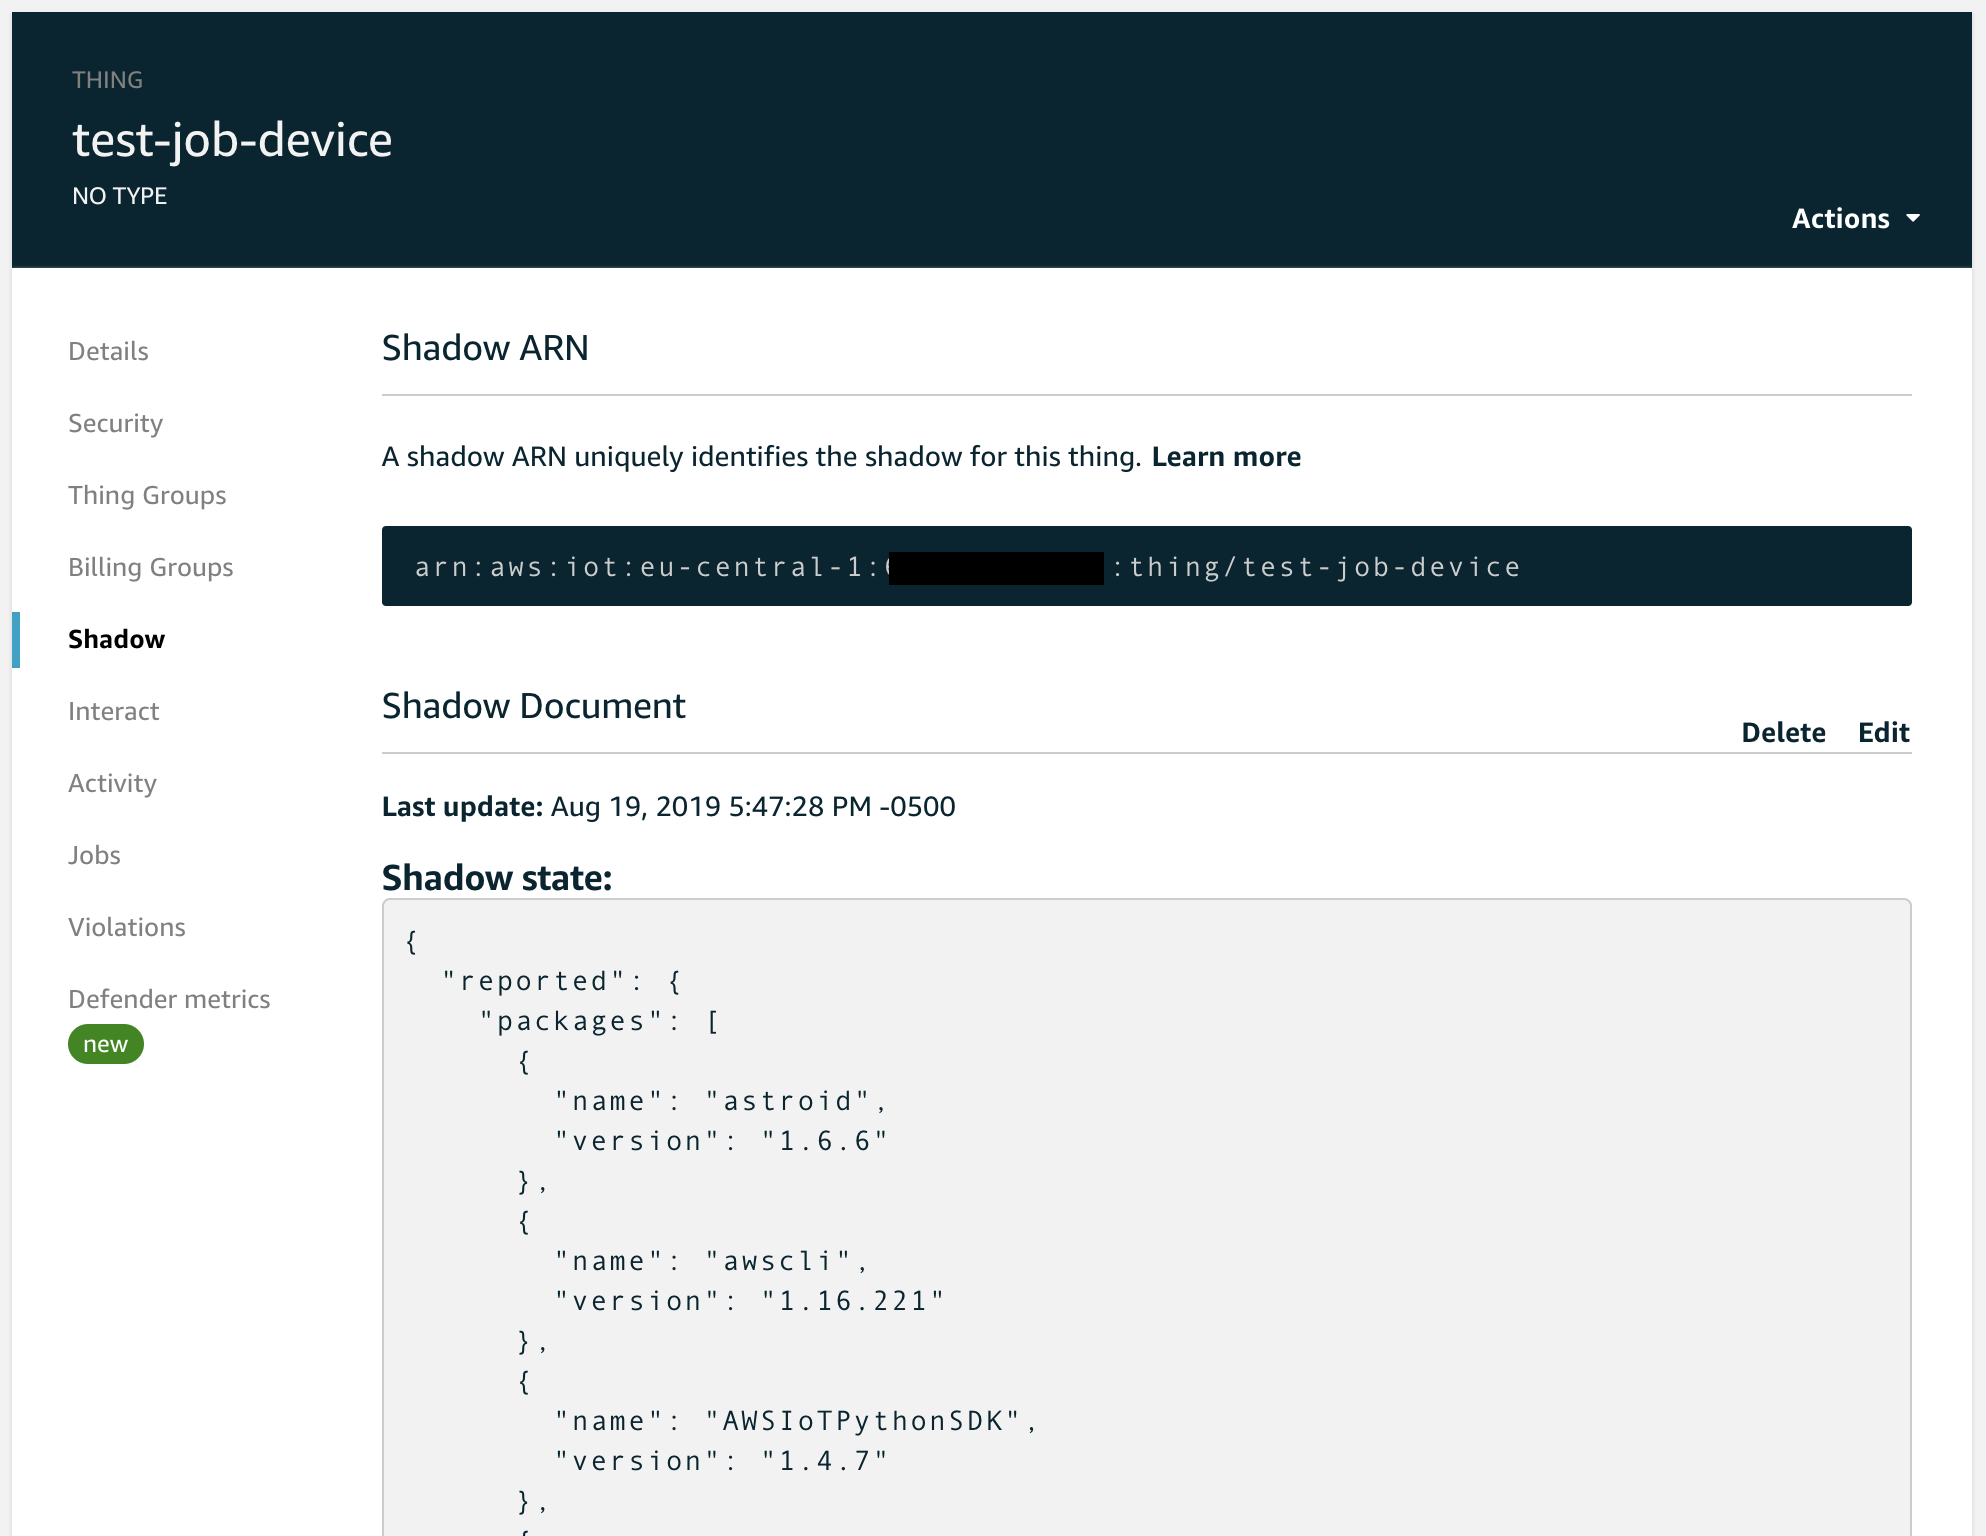 THING
test-job-device
NO TYPE
Actions
Details
Security
Thing Groups
Billing Groups
Shadow
Interact
Activity
Jobs
Violations
Defender metrics
new
Shadow ARN
A shadow ARN uniquely identifies the shadow for this thing. Learn more
arn:aws:iot:eu-central-1: :thing/test-job-device
Shadow Document
Delete Edit
Last update: Aug 19, 2019 5:47:28 PM -0500
Shadow state:
{
"reported": {
"packages": [
{
"name": "astroid",
"version": "1.6.6"
},
{
"name": "awscli",
"version": "1.16.221"
},
{
"name": "AWSIoTPythonSDK",
"version": "1.4.7"
},
{